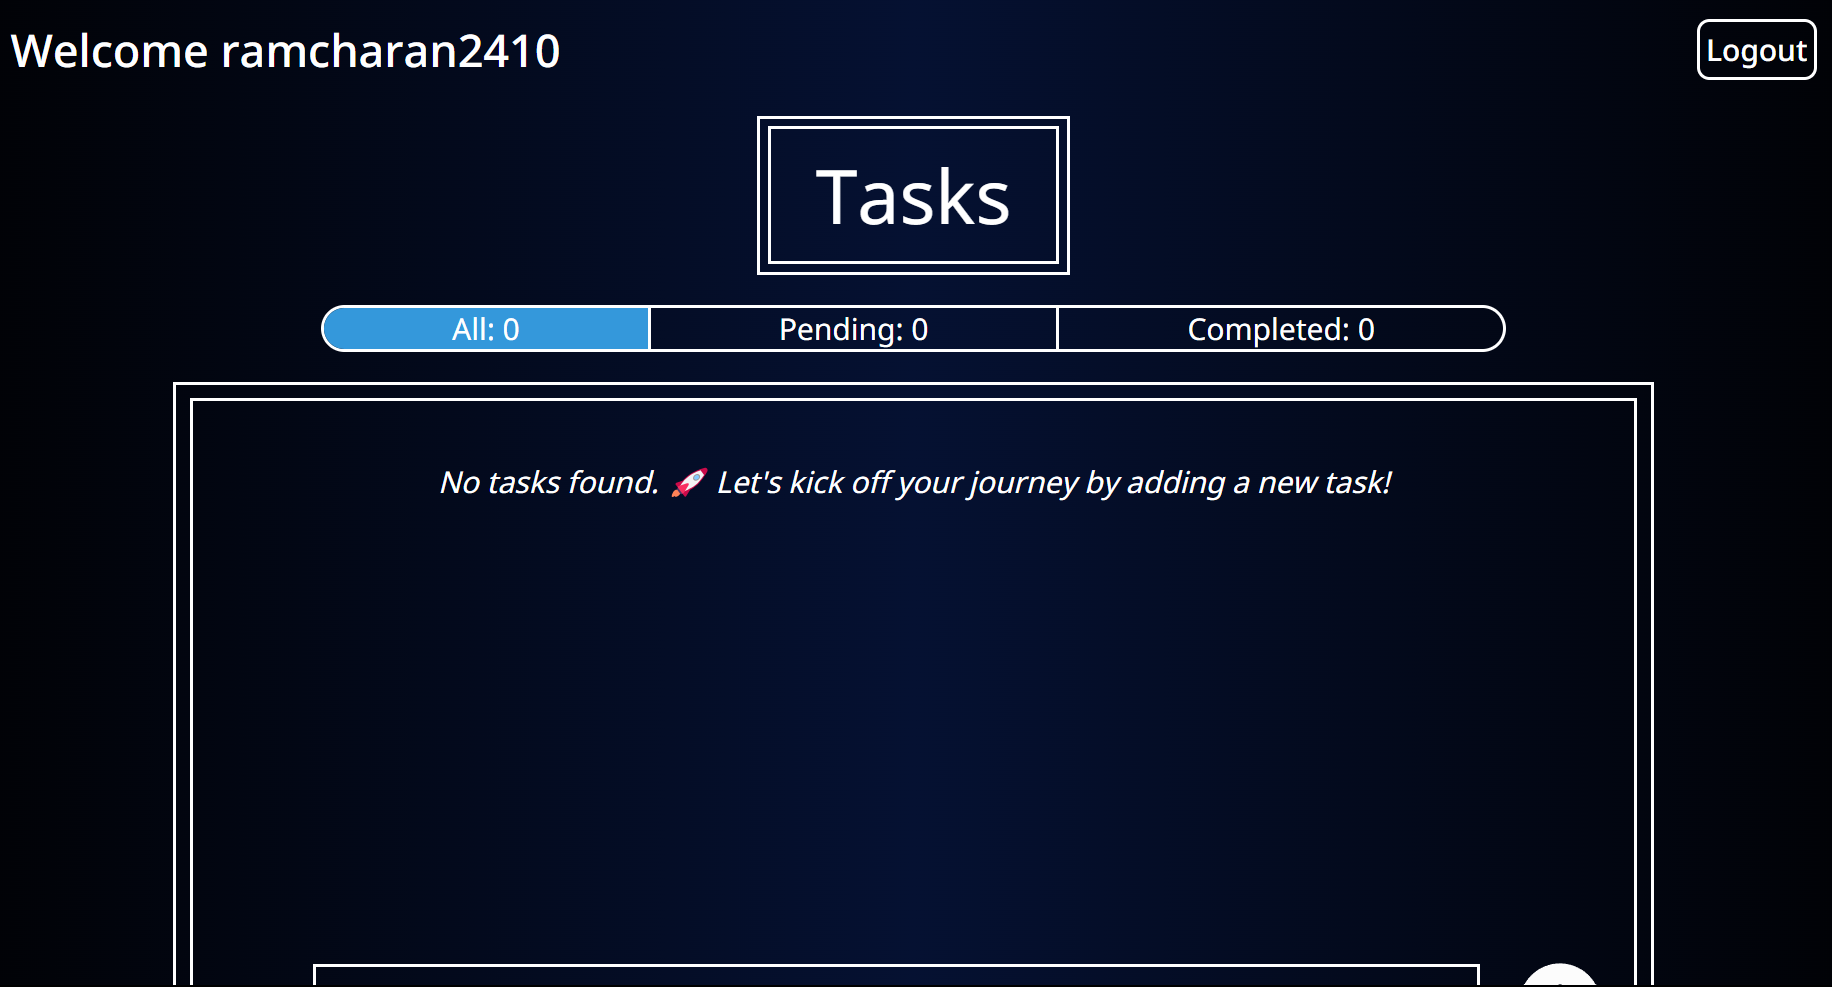 Welcome ramcharan2410
Logout
Tasks
All: 0
Pending: 0
Completed: 0
No tasks found. 🚀 Let's kick off your journey by adding a new task!